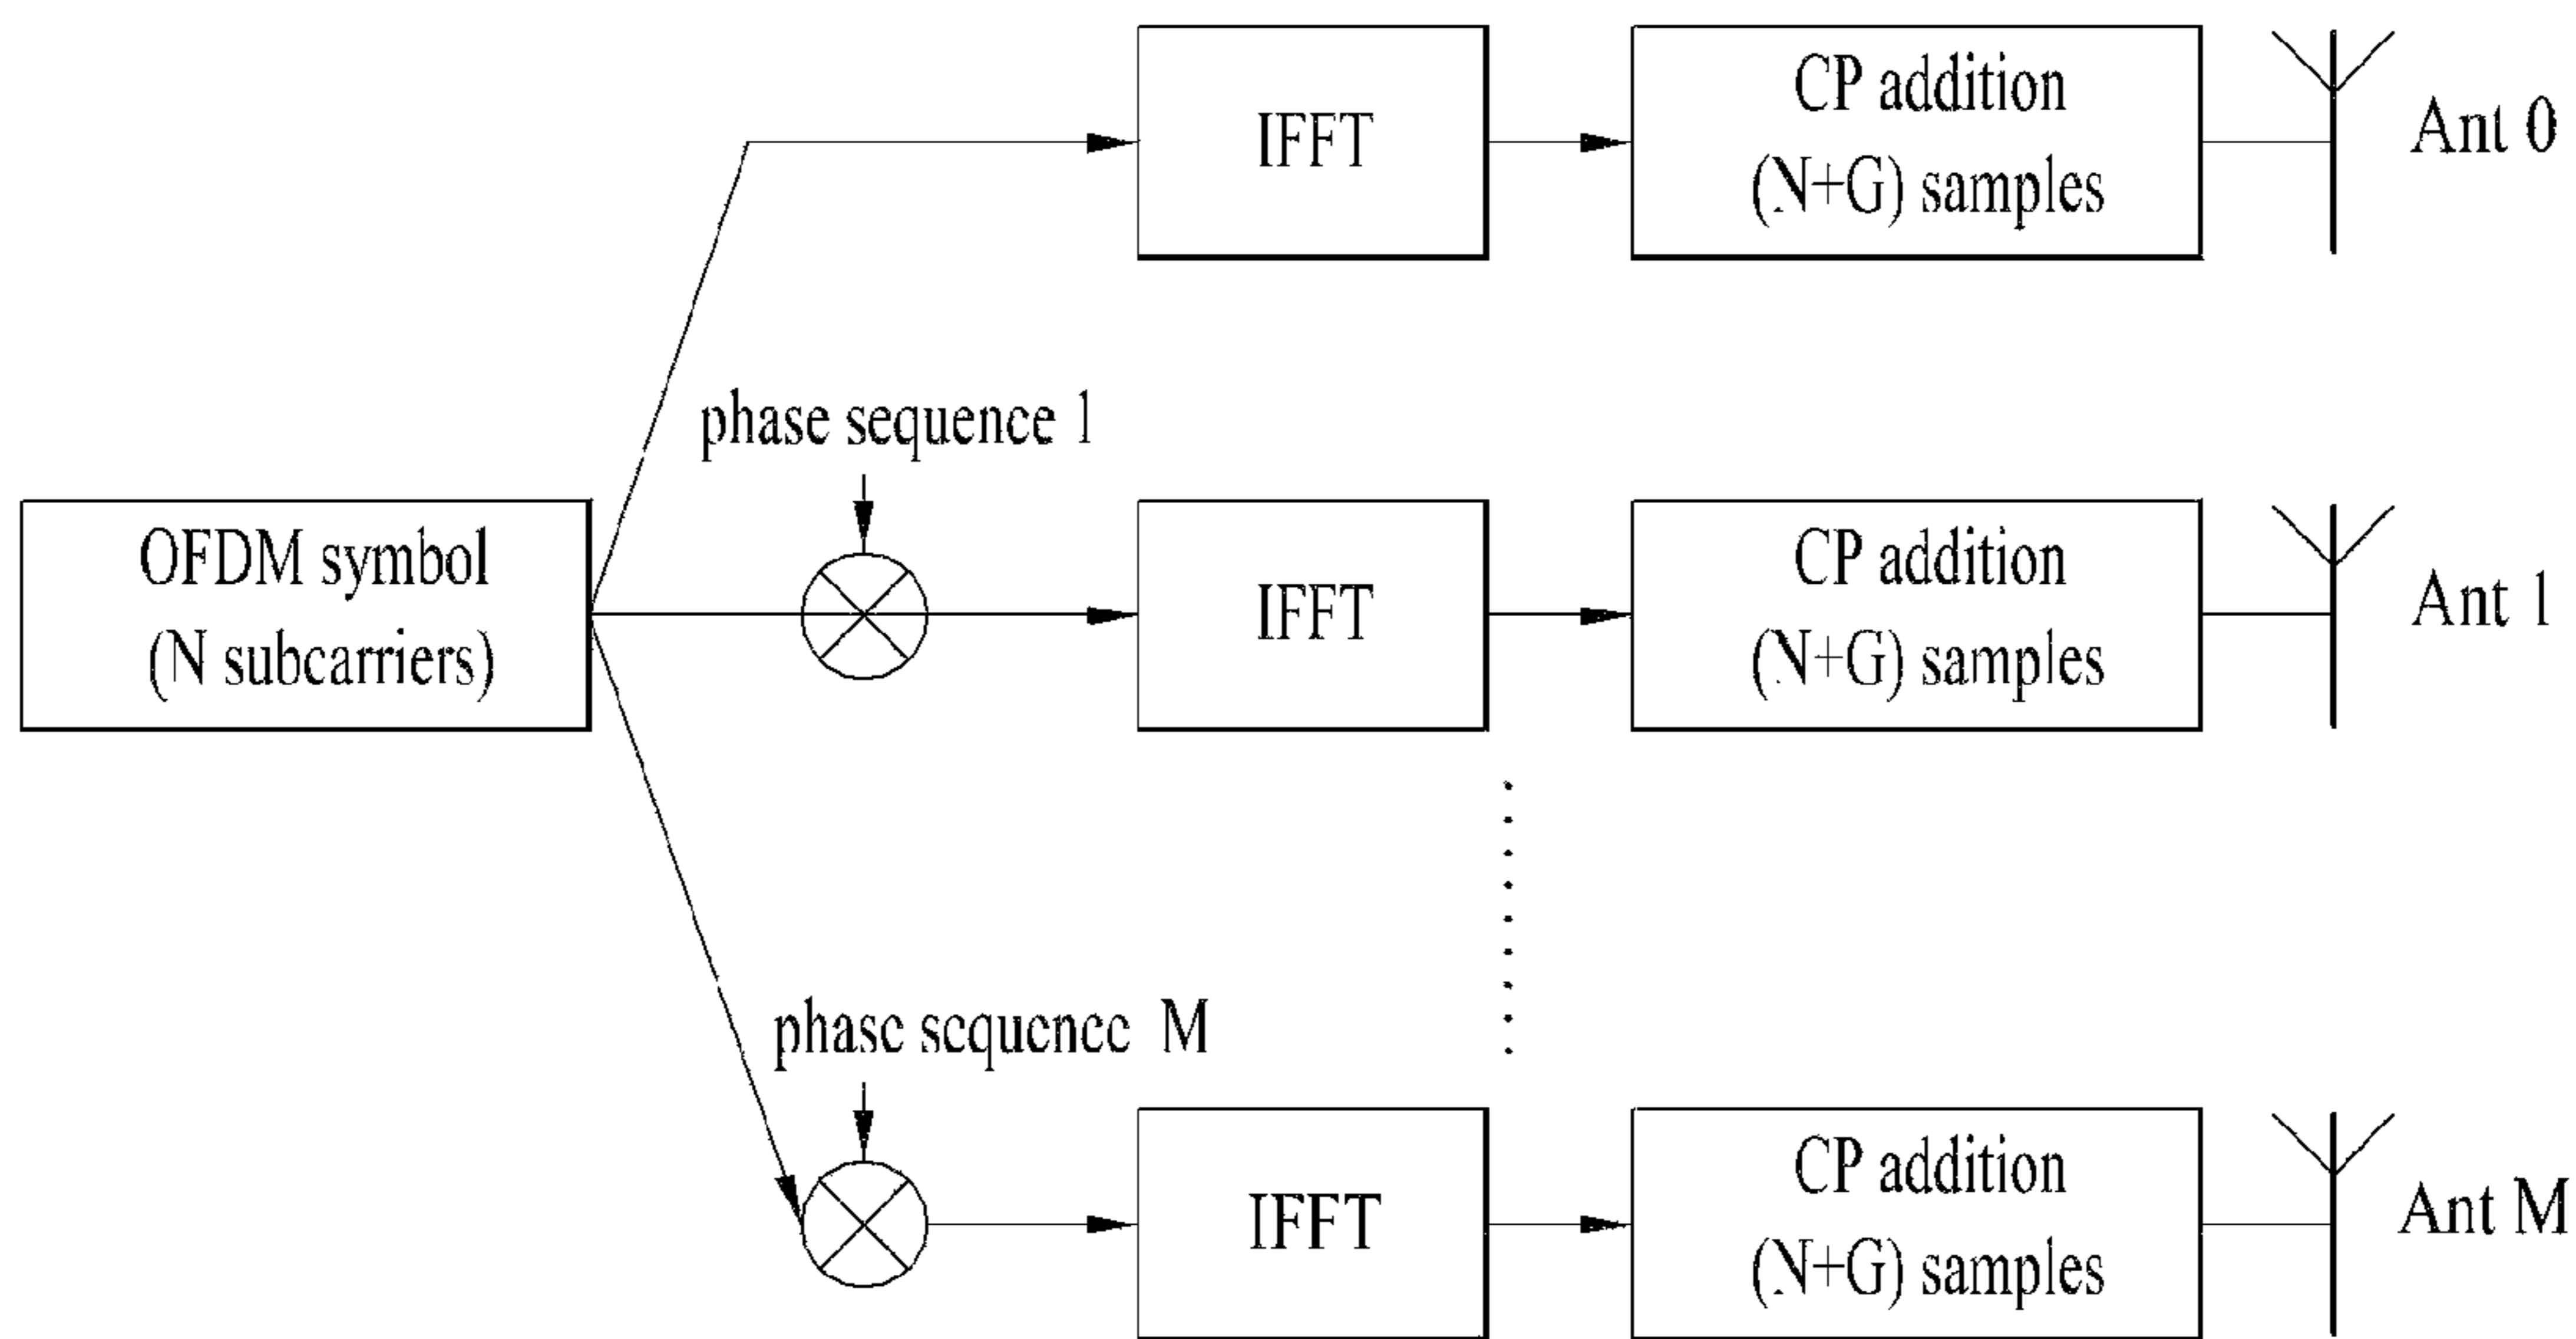 IFFT
CP addition
(N+G) samples
Ant 0
phase sequence 1
OFDM symbol
(N subcarriers)
IFFT
CP addition
(N+G) samples
Ant 1
phase sequence M
IFFT
CP addition
(N+G) samples
Ant M